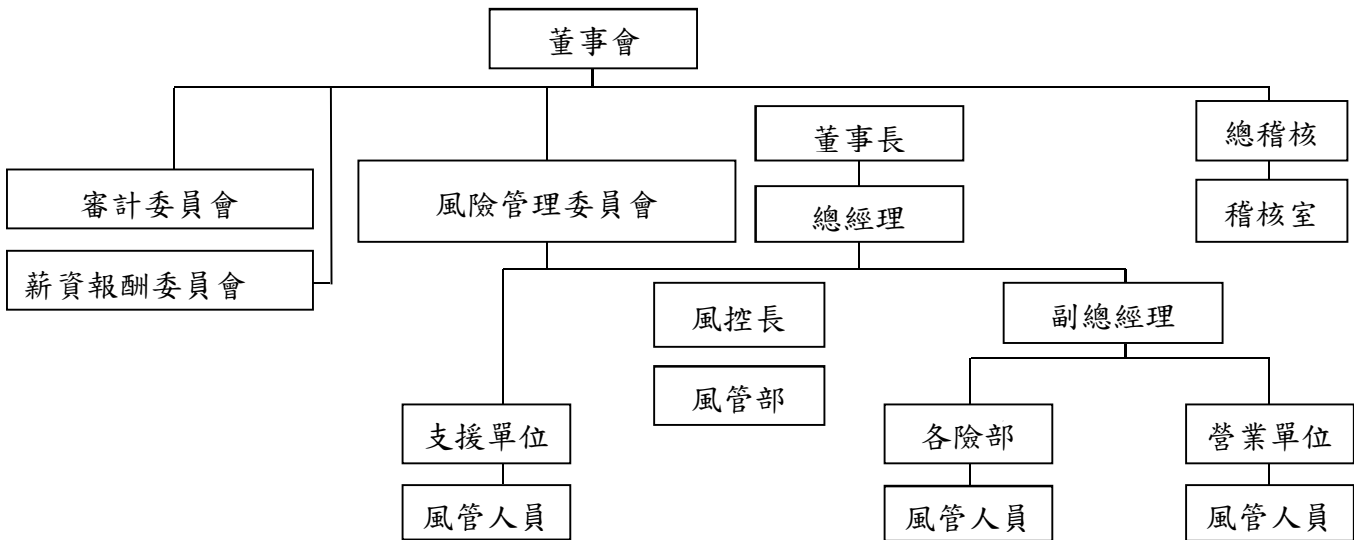 董事會
董事長
總稽核
審計委員會
風險管理委員會
總經理
稽核室
薪資報酬委員會
風控長
副總經理
風管部
支援單位
各險部
營業單位
風管人員
風管人員
風管人員